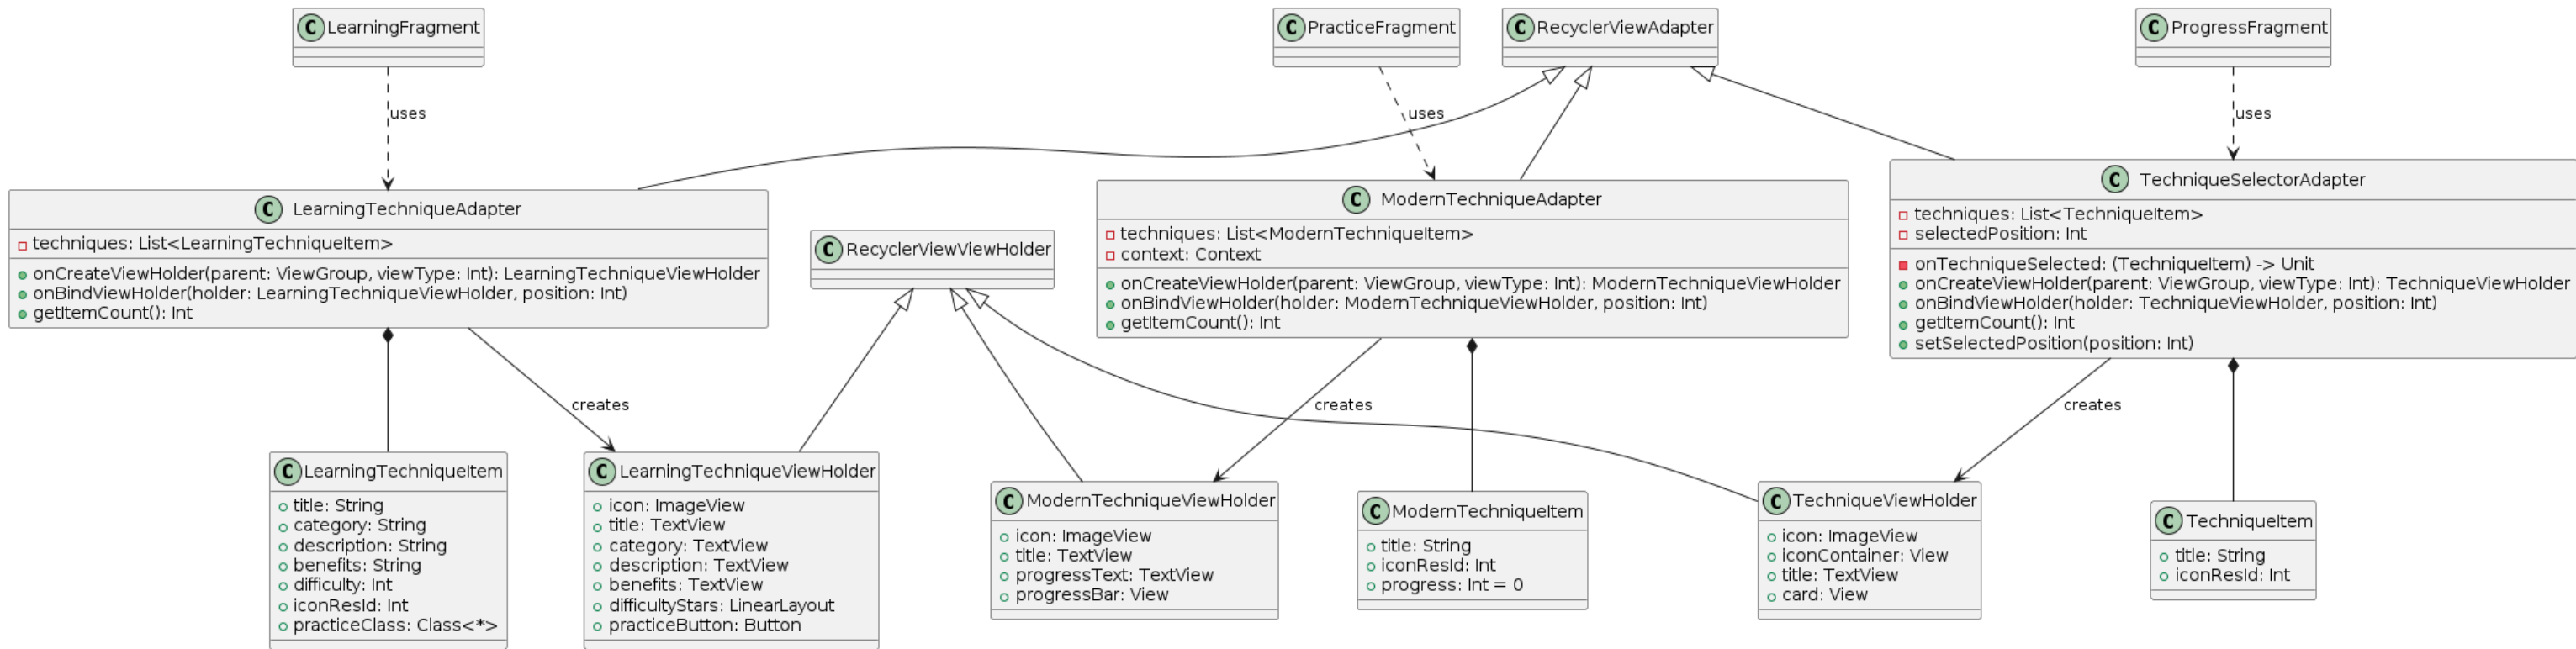 C LearningFragment
C PracticeFragment
C RecyclerViewAdapter
C ProgressFragment
uses
uses
uses
C LearningTechniqueAdapter
techniques: List<LearningTechniqueItem>
onCreateViewHolder(parent: ViewGroup, viewType: Int): LearningTechniqueViewHolder
onBindViewHolder(holder: LearningTechniqueViewHolder, position: Int)
getItemCount(): Int
C RecyclerViewViewHolder
C ModernTechniqueAdapter
techniques: List<ModernTechniqueItem>
context: Context
onCreateViewHolder(parent: ViewGroup, viewType: Int): ModernTechniqueViewHolder
onBindViewHolder(holder: ModernTechniqueViewHolder, position: Int)
getItemCount(): Int
C TechniqueSelectorAdapter
techniques: List<TechniqueItem>
selectedPosition: Int
onTechniqueSelected: (TechniqueItem) -> Unit
onCreateViewHolder(parent: ViewGroup, viewType: Int): TechniqueViewHolder
onBindViewHolder(holder: TechniqueViewHolder, position: Int)
getItemCount(): Int
setSelectedPosition(position: Int)
creates
creates
creates
C LearningTechniqueItem
title: String
category: String
description: String
benefits: String
difficulty: Int
iconResId: Int
practiceClass: Class<*>
C LearningTechniqueViewHolder
icon: ImageView
title: TextView
category: TextView
description: TextView
benefits: TextView
difficultyStars: LinearLayout
practiceButton: Button
C ModernTechniqueViewHolder
icon: ImageView
title: TextView
progressText: TextView
progressBar: View
C ModernTechniqueItem
title: String
iconResId: Int
progress: Int = 0
C TechniqueViewHolder
icon: ImageView
iconContainer: View
title: TextView
card: View
C TechniqueItem
title: String
iconResId: Int